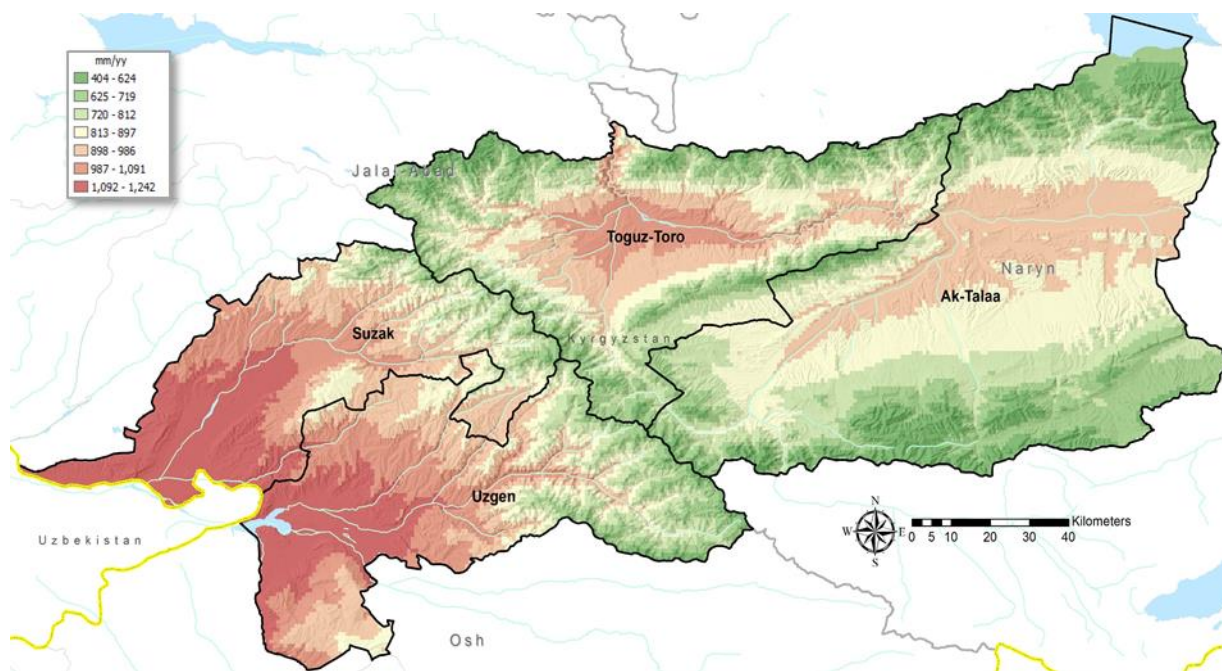 mm/yy
404 - 624
625 - 719
720 - 812
813 - 897
898 - 986
987 - 1,091
1,092 - 1,242
Jalal-Abad
Toguz-Toro
Naryn
Ak-Talaa
Suzak
Kyrgyzstan
Uzgen
N
W E
S
Kilometers
0 5 10 20 30 40
Uzbekistan
Osh